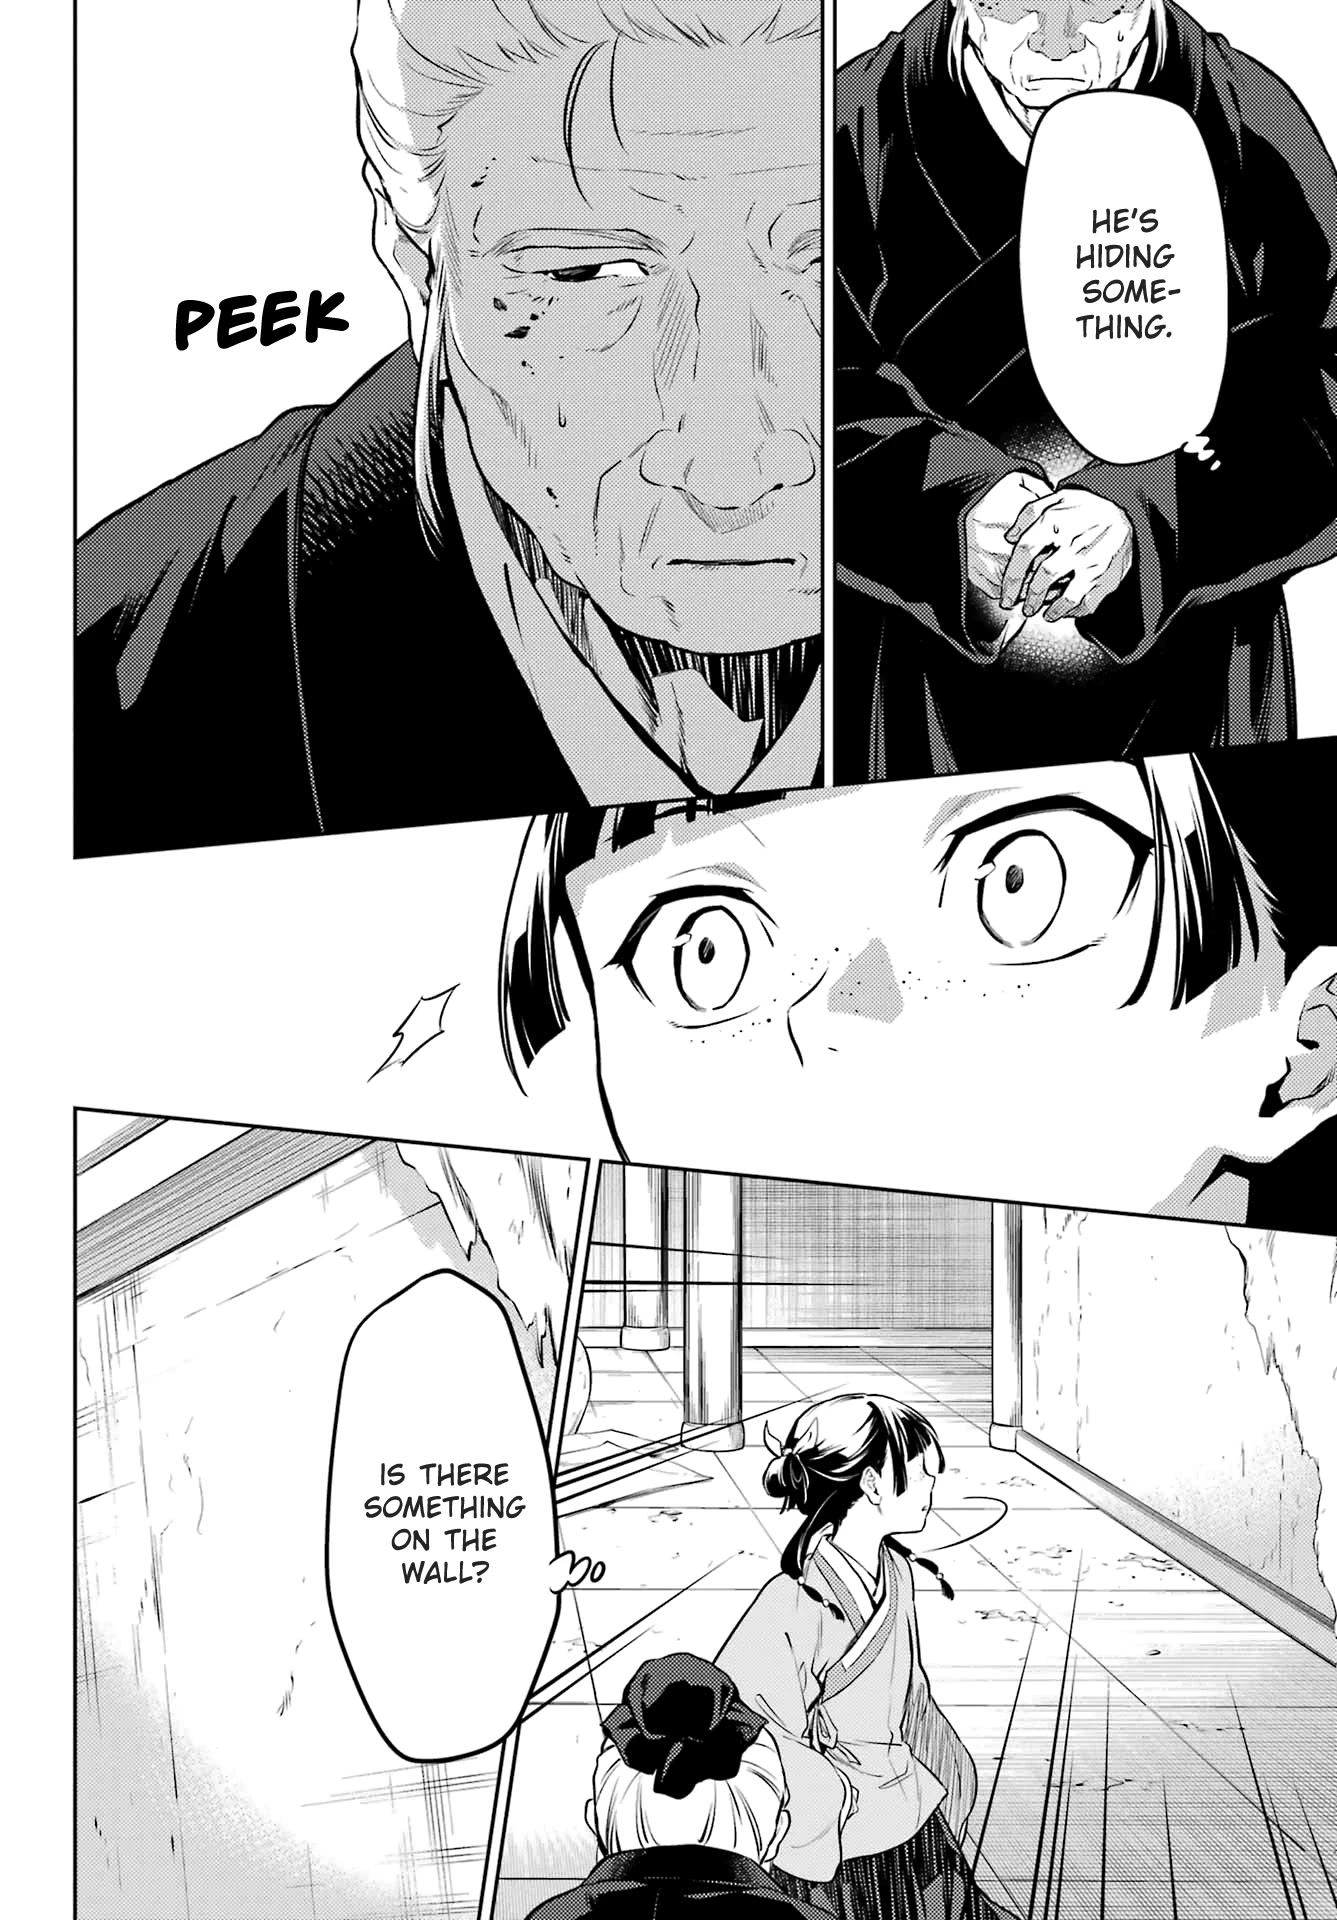 HE'S
HIDING
SOME-
THING.
PEEK
IS THERE
SOMETHING
ON THE
WALL?